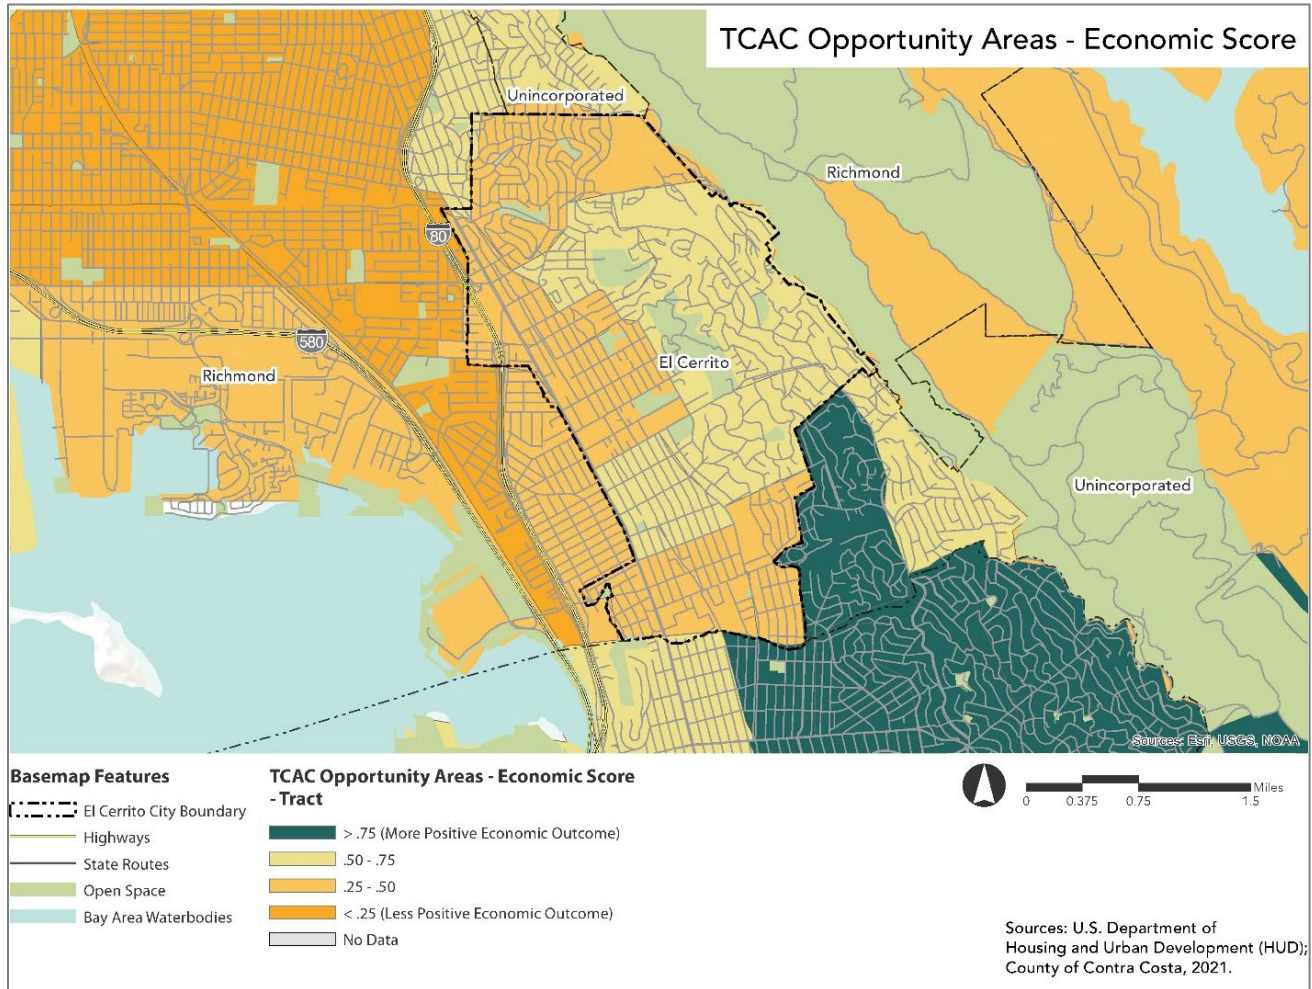 TCAC Opportunity Areas - Economic Score
Unincorporated
Richmond
80
580
Richmond
El Cerrito
Unincorporated
Sources: Esri, USGS, NOAA
Basemap Features
El Cerrito City Boundary
Highways
State Routes
Open Space
Bay Area Waterbodies
TCAC Opportunity Areas - Economic Score
- Tract
> .75 (More Positive Economic Outcome)
.50 - .75
.25 - .50
< .25 (Less Positive Economic Outcome)
No Data
Miles
0 0.375 0.75 1.5
Sources: U.S. Department of
Housing and Urban Development (HUD);
County of Contra Costa, 2021.